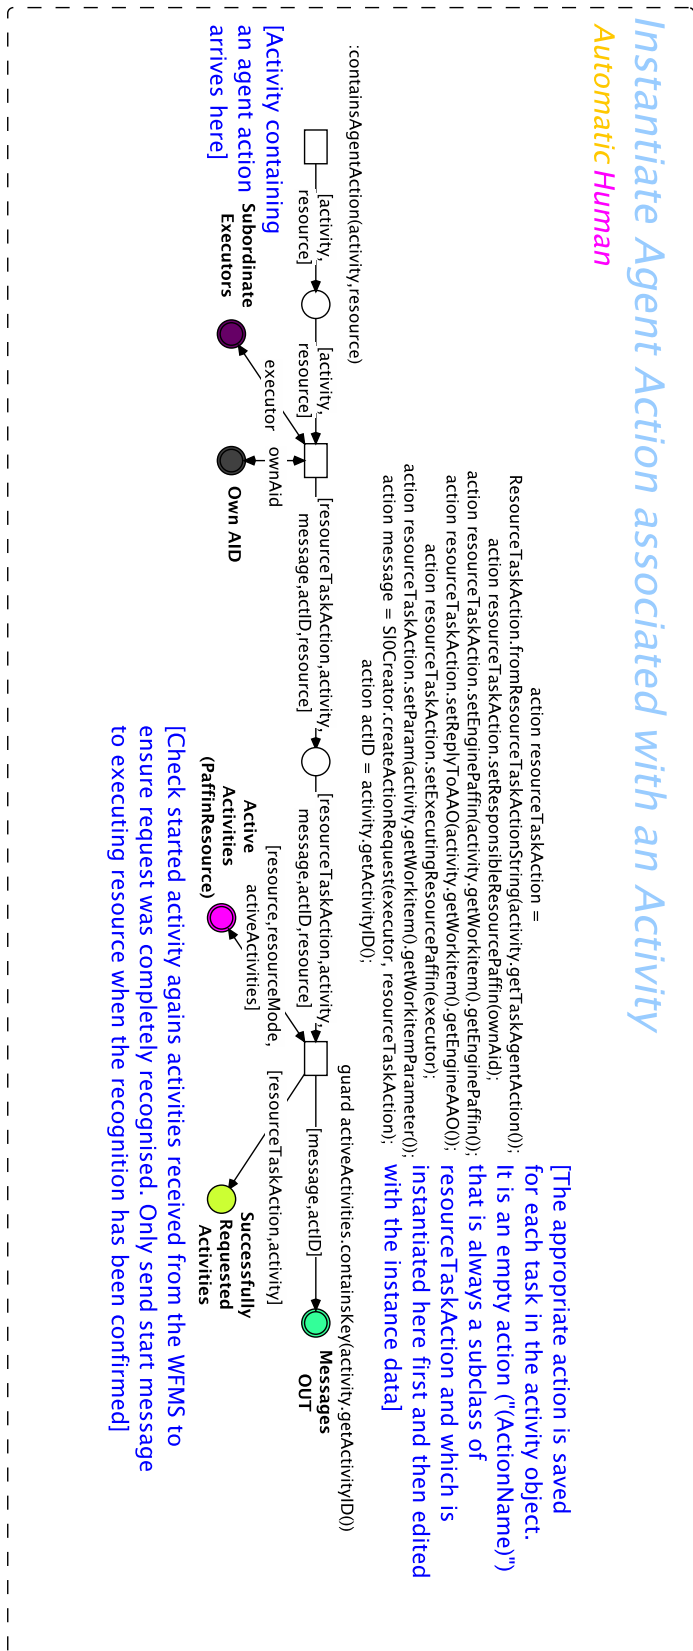 Instantiate Agent Action associated with an Activity
Automatic Human
action resourceTaskAction =
ResourceTaskAction.fromResourceTaskActionString(activity.getTaskAgentAction());
action resourceTaskAction.setResponsibleResourcePaffin(ownAid);
action resourceTaskAction.setEnginePaffin(activity.getWorkitem().getEnginePaffin());
action resourceTaskAction.setReplyToAAO(activity.getWorkitem().getEngineAAO());
action resourceTaskAction.setExecutingResourcePaffin(executor);
action resourceTaskAction.setParam(activity.getWorkitem().getWorkitemParameter());
action message = Sl0Creator.createActionRequest(executor, resourceTaskAction);
action actID = activity.getActivityID();
[The appropriate action is saved
for each task in the activity object.
It is an empty action ("(ActionName)")
that is always a subclass of
resourceTaskAction and which is
instantiated here first and then edited
with the instance data]
:containsAgentAction(activity,resource)
guard activeActivities.containsKey(activity.getActivityID())
[activity,
resource]
[activity,
resource]
[resourceTaskAction,activity,
message,actID,resource]
[resourceTaskAction,activity,
message,actID,resource]
[message,actID]
Messages
OUT
[Activity containing
an agent action
arrives here]
executor
ownAid
Subordinate
Executors
Own AID
[resource,resourceMode,
activeActivities]
Active
Activities
(PaffinResource)
[resourceTaskAction,activity]
Successfully
Requested
Activities
[Check started activity agains activities received from the WFMS to
ensure request was completely recognised. Only send start message
to executing resource when the recognition has been confirmed]